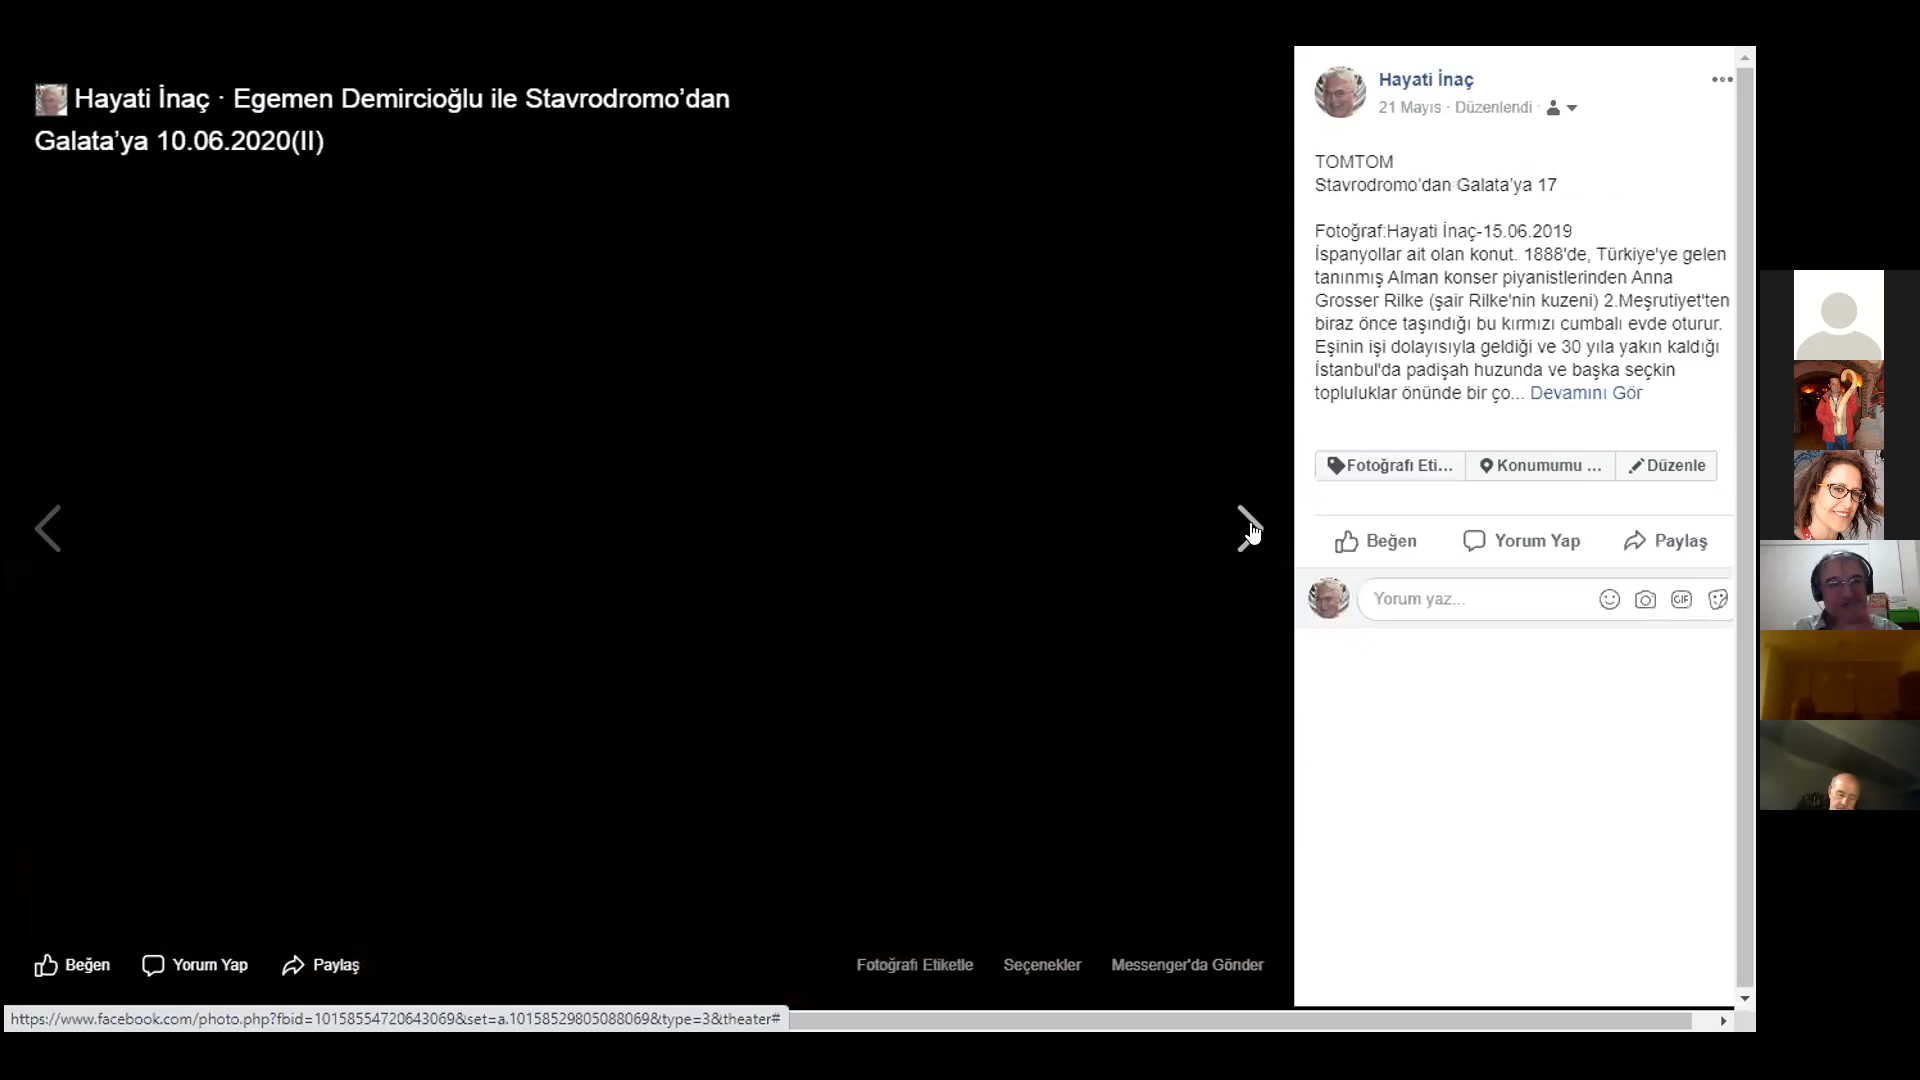 Hayati İnaç · Egemen Demircioğlu ile Stavrodromo’dan
Galata’ya 10.06.2020(II)
Hayati İnaç
21 Mayıs · Düzenlendi ·
TOMTOM
Stavrodromo’dan Galata’ya 17
Fotoğraf:Hayati İnaç-15.06.2019
İspanyollar ait olan konut. 1888'de, Türkiye'ye gelen
tanınmış Alman konser piyanistlerinden Anna
Grosser Rilke (şair Rilke'nin kuzeni) 2.Meşrutiyet'ten
biraz önce taşındığı bu kırmızı cumbalı evde oturur.
Eşinin işi dolayısıyla geldiği ve 30 yıla yakın kaldığı
İstanbul'da padişah huzunda ve başka seçkin
topluluklar önünde bir ço... Devamını Gör
Fotoğrafı Eti... Konumumu ... Düzenle
Beğen Yorum Yap Paylaş
Yorum yaz... GIF
Beğen Yorum Yap Paylaş Fotoğrafı Etiketle Seçenekler Messenger'da Gönder
https://www.facebook.com/photo.php?fbid=10158554720643069&set=a.10158529805088069&type=3&theater#